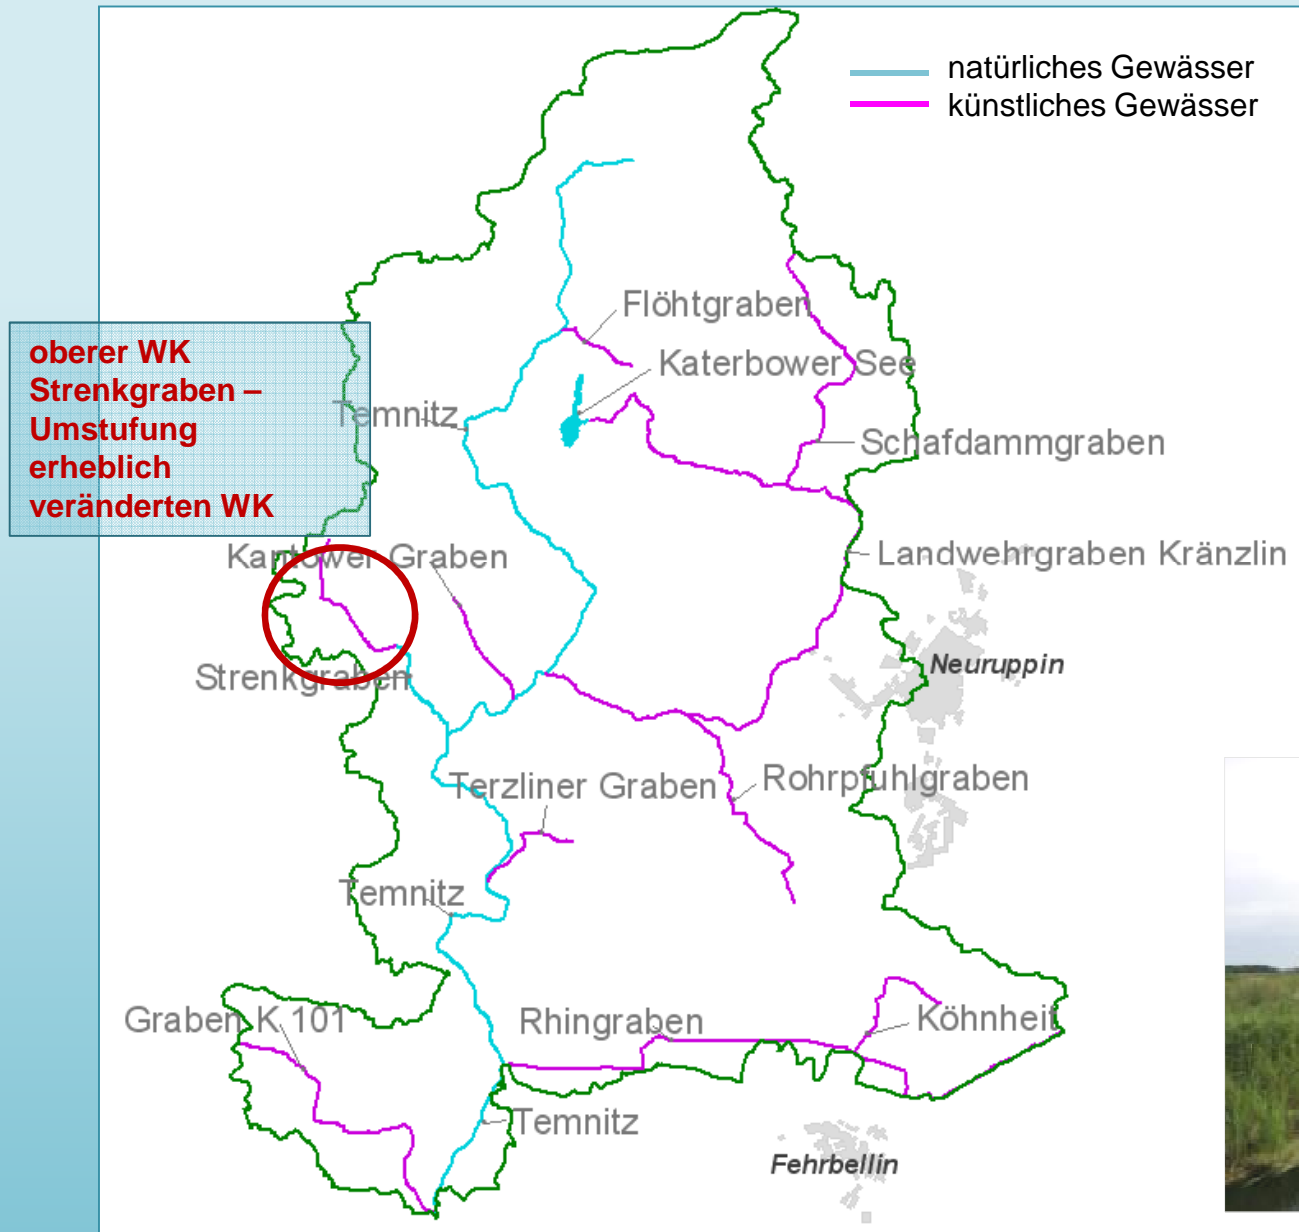 natürliches Gewässer
künstliches Gewässer
Flöhtgraben
Katerbower See
oberer WK
Strenkgraben –
Umstufung
erheblich
veränderten WK
Temnitz
Schafdammgraben
Kantower Graben
Landwehrgraben Kränzlin
Neuruppin
Strenkgraben
Terzliner Graben
Rohrpfuhlgraben
Temnitz
Graben K 101
Rhingraben
Köhnheit
Temnitz
Fehrbellin